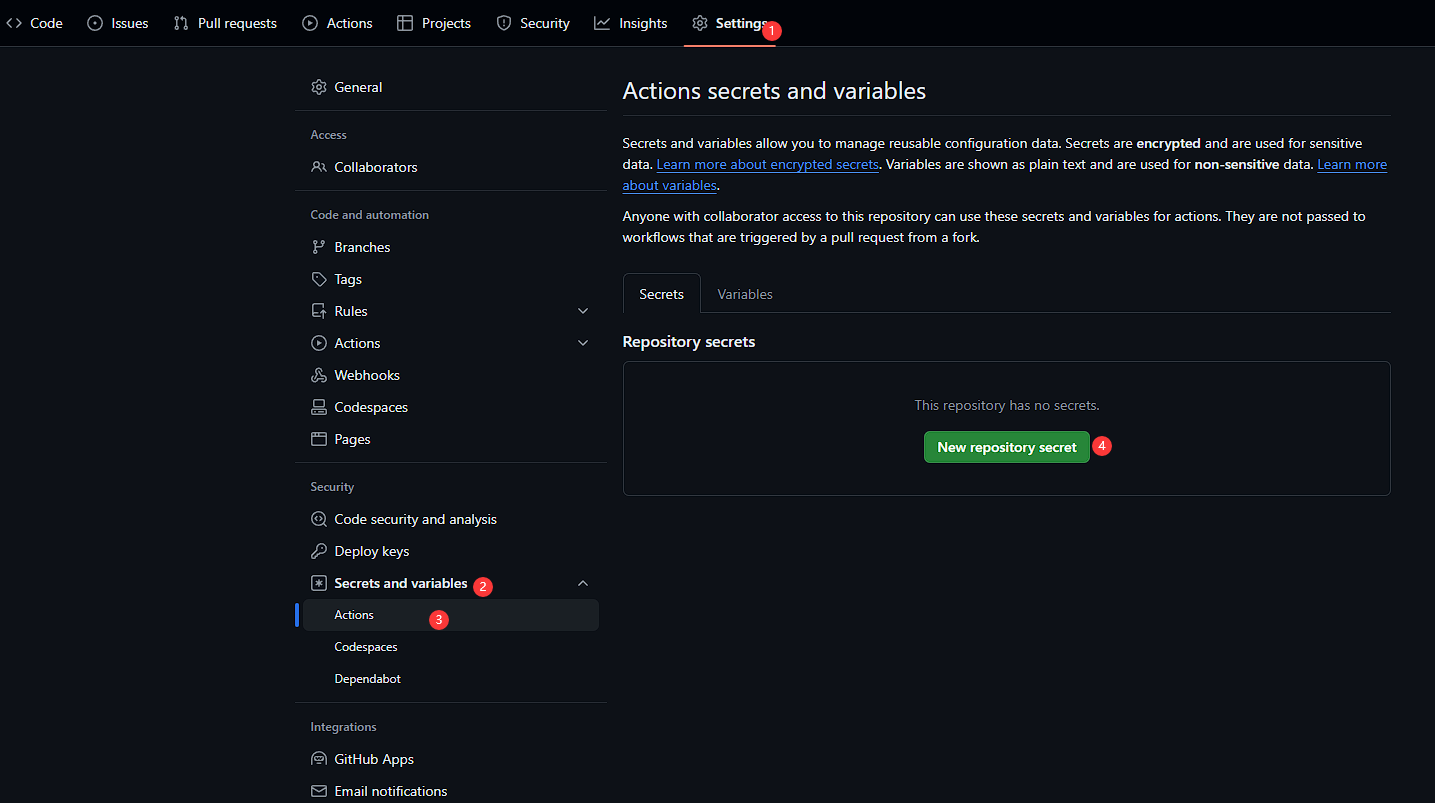 Code Issues Pull requests Actions Projects Security Insights Settings 1
General
Access
Collaborators
Code and automation
Branches
Tags
Rules
Actions
Webhooks
Codespaces
Pages
Security
Code security and analysis
Deploy keys
Secrets and variables 2
Actions 3
Codespaces
Dependabot
Integrations
GitHub Apps
Email notifications
Actions secrets and variables
Secrets and variables allow you to manage reusable configuration data. Secrets are encrypted and are used for sensitive
data. Learn more about encrypted secrets. Variables are shown as plain text and are used for non-sensitive data. Learn more
about variables.
Anyone with collaborator access to this repository can use these secrets and variables for actions. They are not passed to
workflows that are triggered by a pull request from a fork.
Secrets Variables
Repository secrets
This repository has no secrets.
New repository secret 4